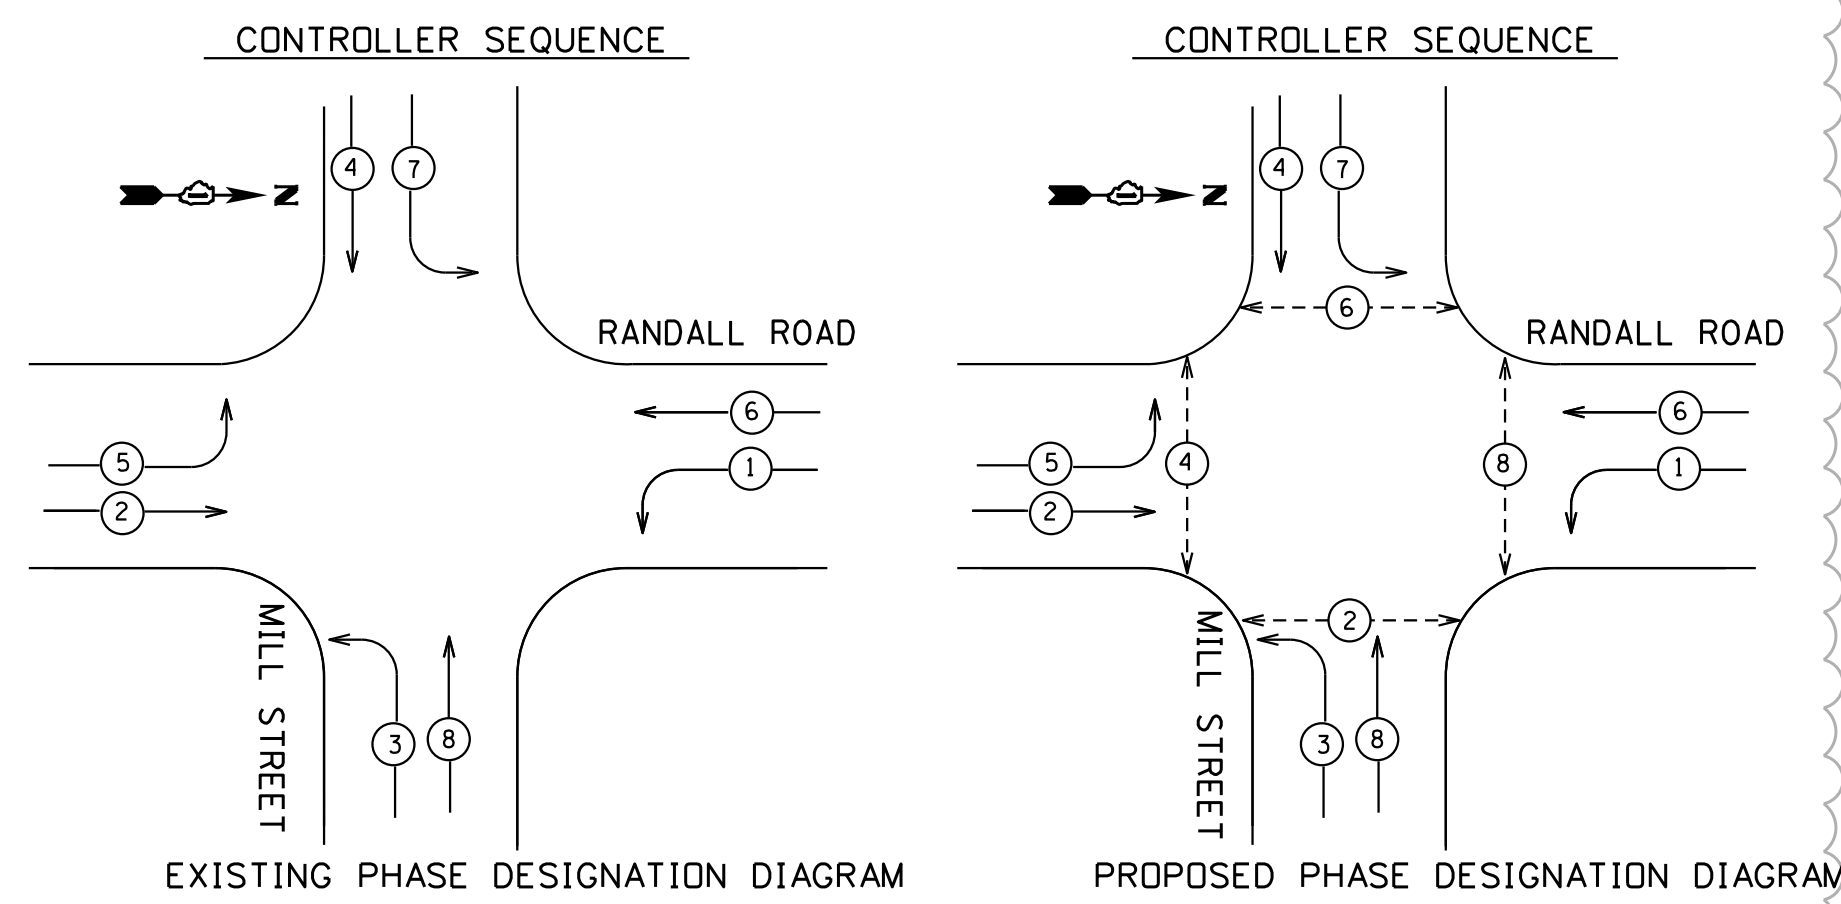 CONTROLLER SEQUENCE
4
7
N
RANDALL ROAD
6
5
1
2
MILL STREET
3
8
EXISTING PHASE DESIGNATION DIAGRAM
CONTROLLER SEQUENCE
4
7
N
6
RANDALL ROAD
6
5
4
8
1
2
2
MILL STREET
3
8
PROPOSED PHASE DESIGNATION DIAGRAM